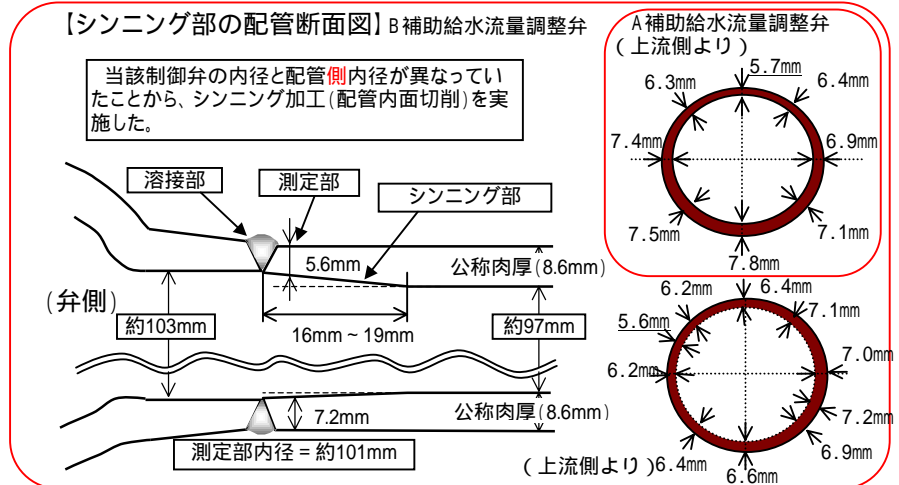 【シンニング部の配管断面図】B補助給水流量調整弁
当該制御弁の内径と配管側内径が異なってい
たことから、シンニング加工(配管内面切削)を実
施した。
溶接部
測定部
シンニング部
5.6mm
公称肉厚(8.6mm)
(弁側)
約103mm
16mm~19mm
約97mm
7.2mm
公称肉厚(8.6mm)
測定部内径=約101mm
A補助給水流量調整弁
(上流側より)
5.7mm
6.3mm
6.4mm
7.4mm
6.9mm
7.5mm
7.1mm
7.8mm
6.2mm
6.4mm
7.1mm
5.6mm
7.0mm
6.2mm
7.2mm
6.9mm
6.4mm
6.6mm
(上流側より)